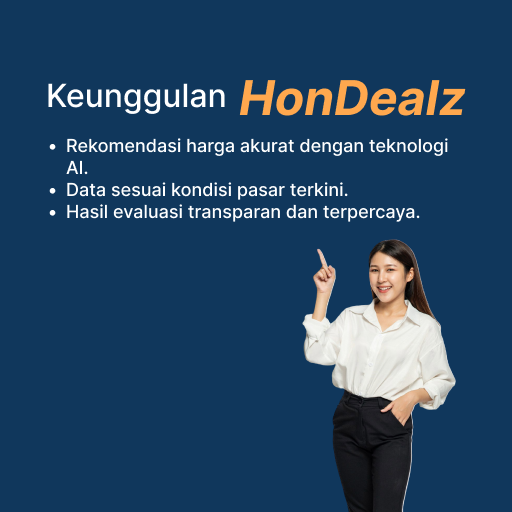 Keunggulan HonDealz
• Rekomendasi harga akurat dengan teknologi
AI.
• Data sesuai kondisi pasar terkini.
• Hasil evaluasi transparan dan terpercaya.